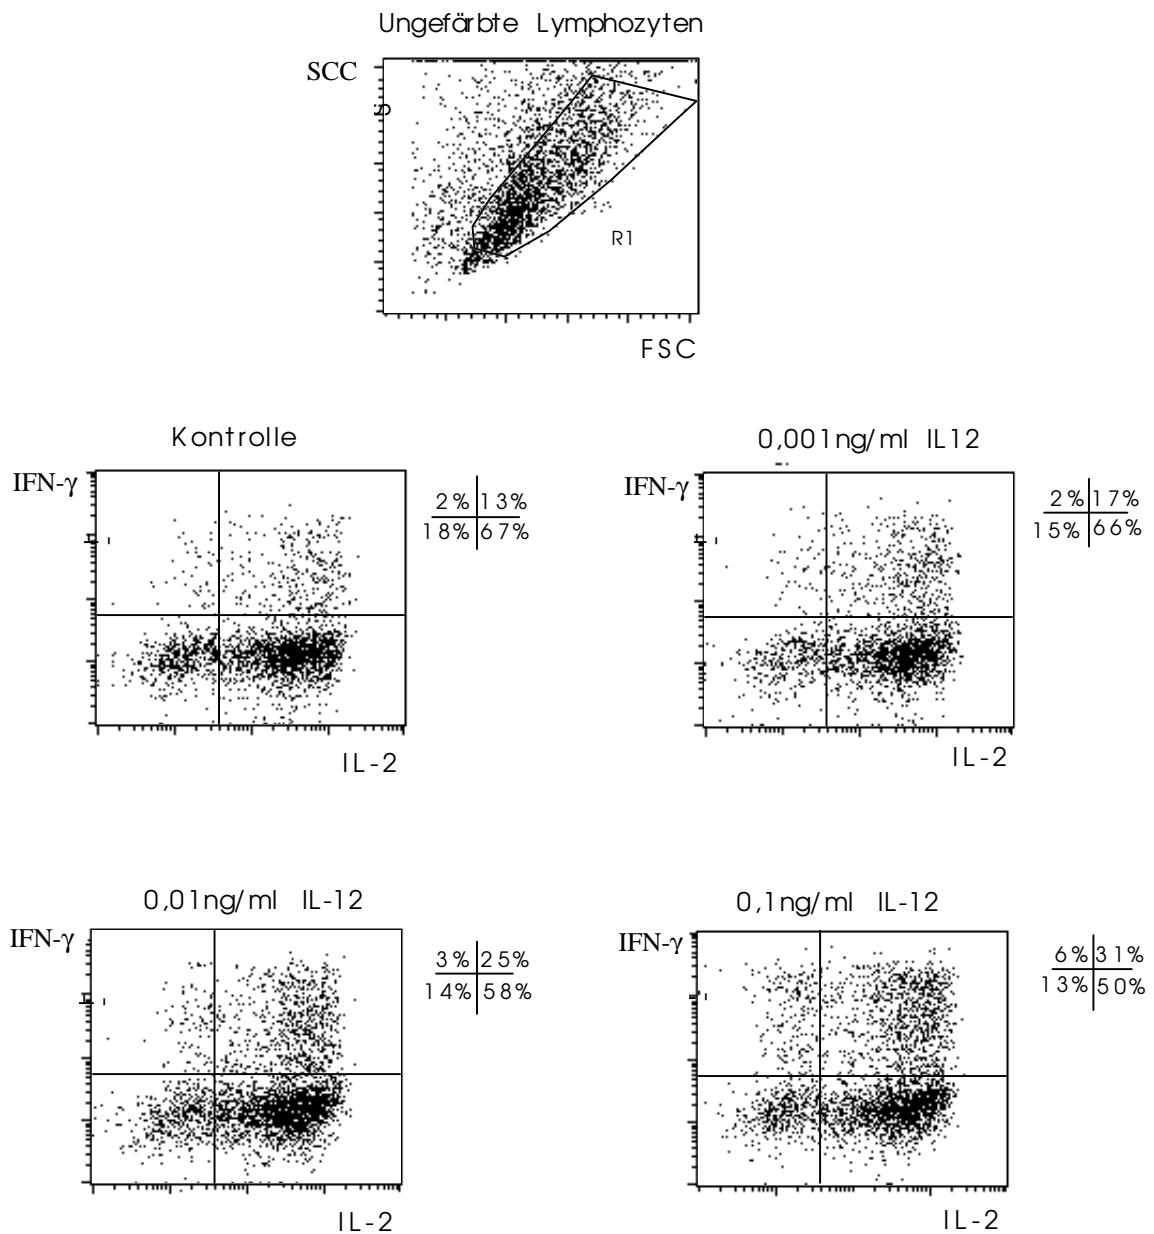 Ungefärbte Lymphozyten
SCC
R1
FSC
Kontrolle
IFN-γ
2% 13%
18% 67%
IL-2
0,001ng/ml IL12
IFN-γ
2% 17%
15% 66%
IL-2
0,01ng/ml IL-12
IFN-γ
3% 25%
14% 58%
IL-2
0,1ng/ml IL-12
IFN-γ
6% 31%
13% 50%
IL-2